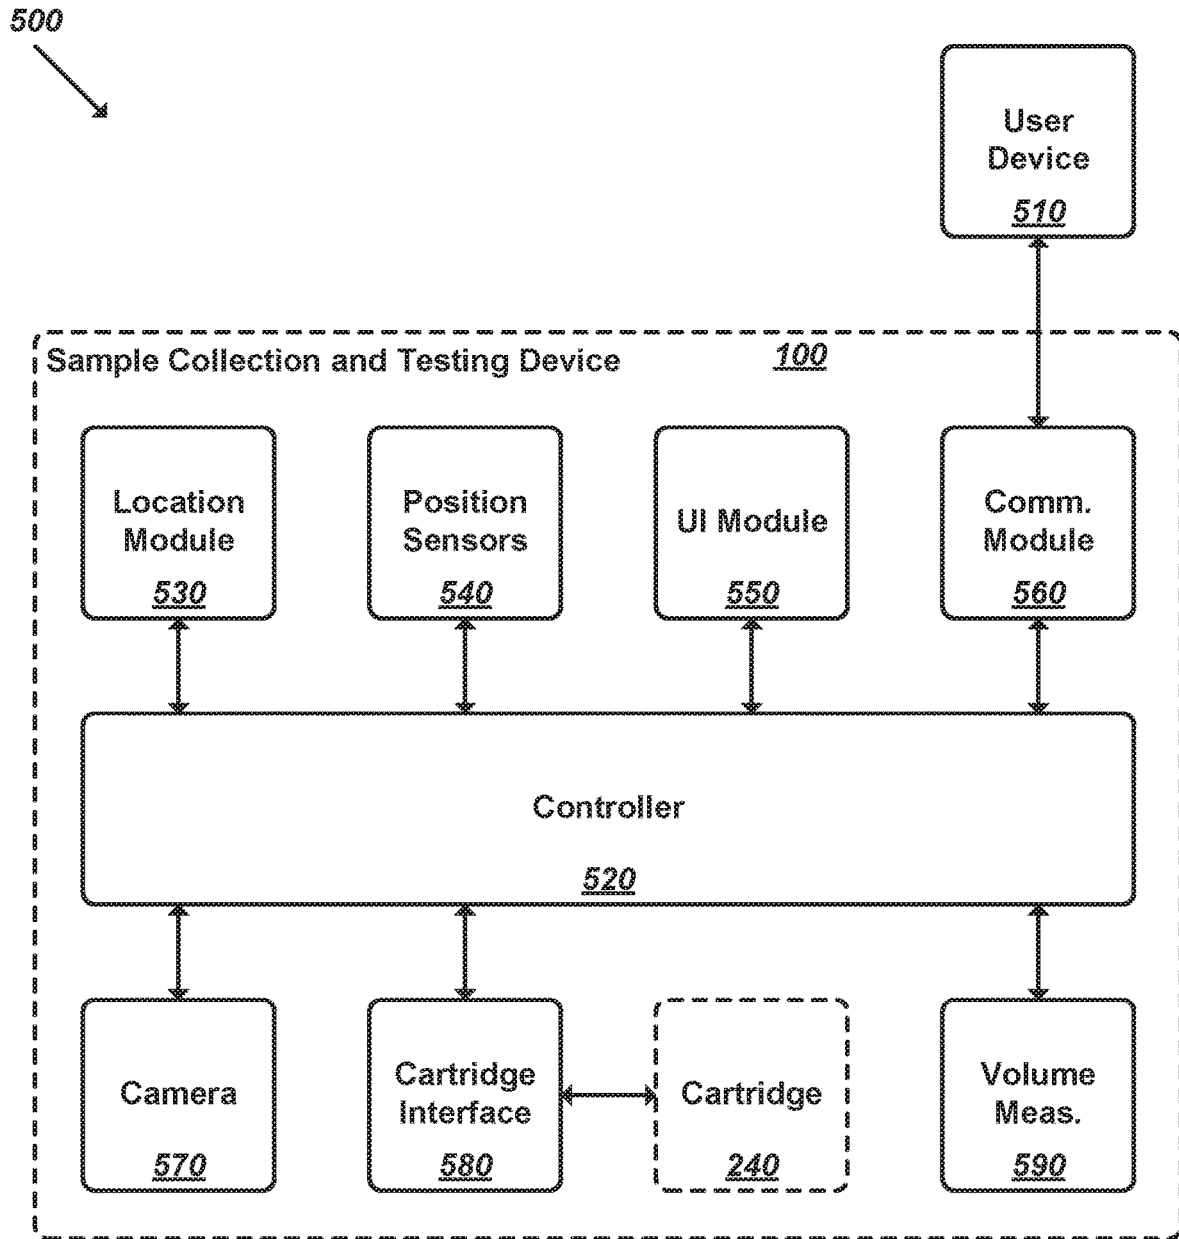 500
User
Device
510
Sample Collection and Testing Device 100
Location
Module
530
Position
Sensors
540
UI Module
550
Comm.
Module
560
Controller
520
Camera
570
Cartridge
Interface
580
Cartridge
240
Volume
Meas.
590